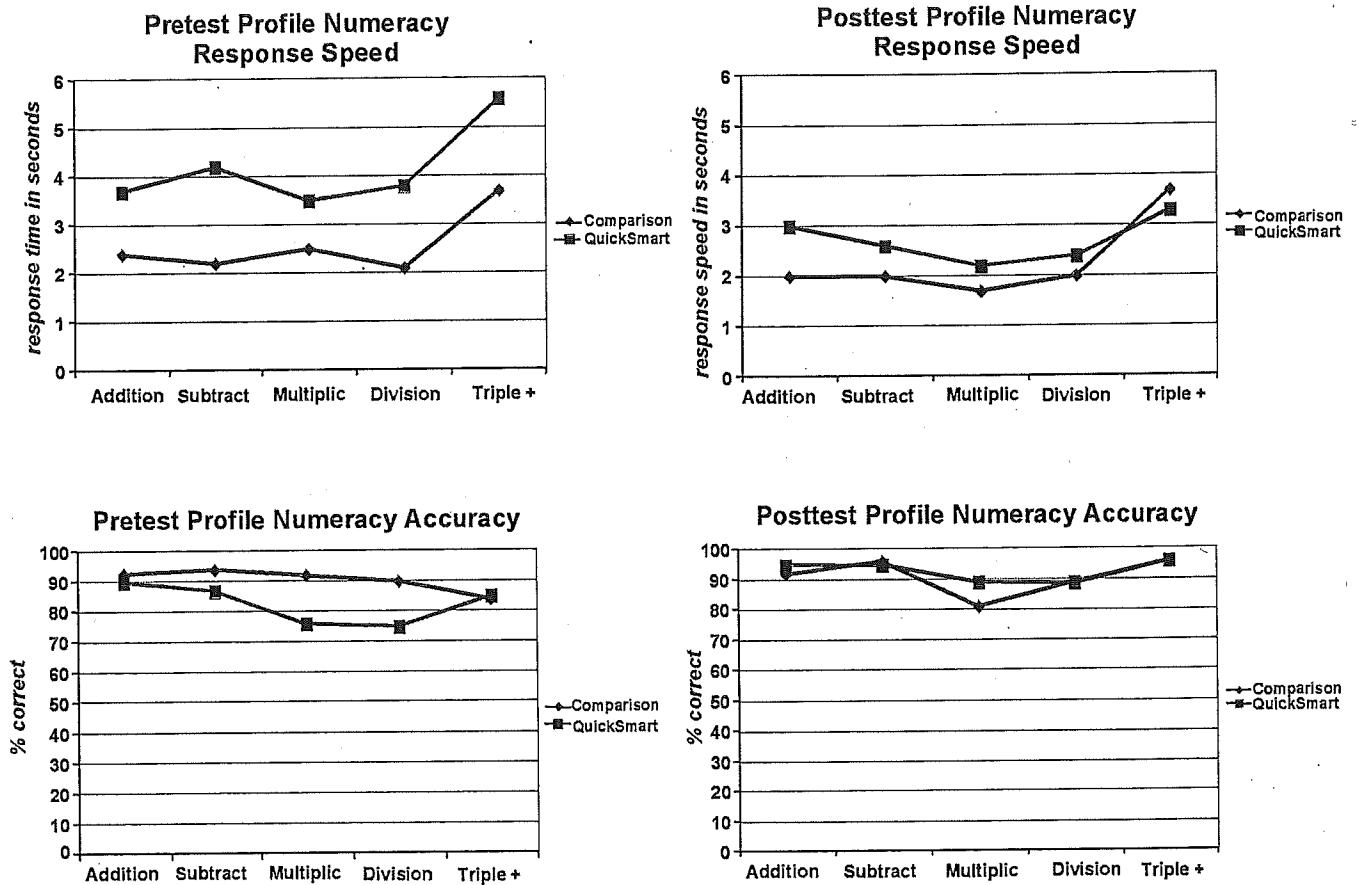 Pretest Profile Numeracy
Response Speed
response time in seconds
6
5
4
3
2
1
0
Addition Subtract Multiplic Division Triple +
Comparison
QuickSmart
Posttest Profile Numeracy
Response Speed
response speed in seconds
6
5
4
3
2
1
0
Addition Subtract Multiplic Division Triple +
Comparison
QuickSmart
Pretest Profile Numeracy Accuracy
% correct
100
90
80
70
60
50
40
30
20
10
0
Addition Subtract Multiplic Division Triple +
Comparison
QuickSmart
Posttest Profile Numeracy Accuracy
% correct
100
90
80
70
60
50
40
30
20
10
0
Addition Subtract Multiplic Division Triple +
Comparison
QuickSmart